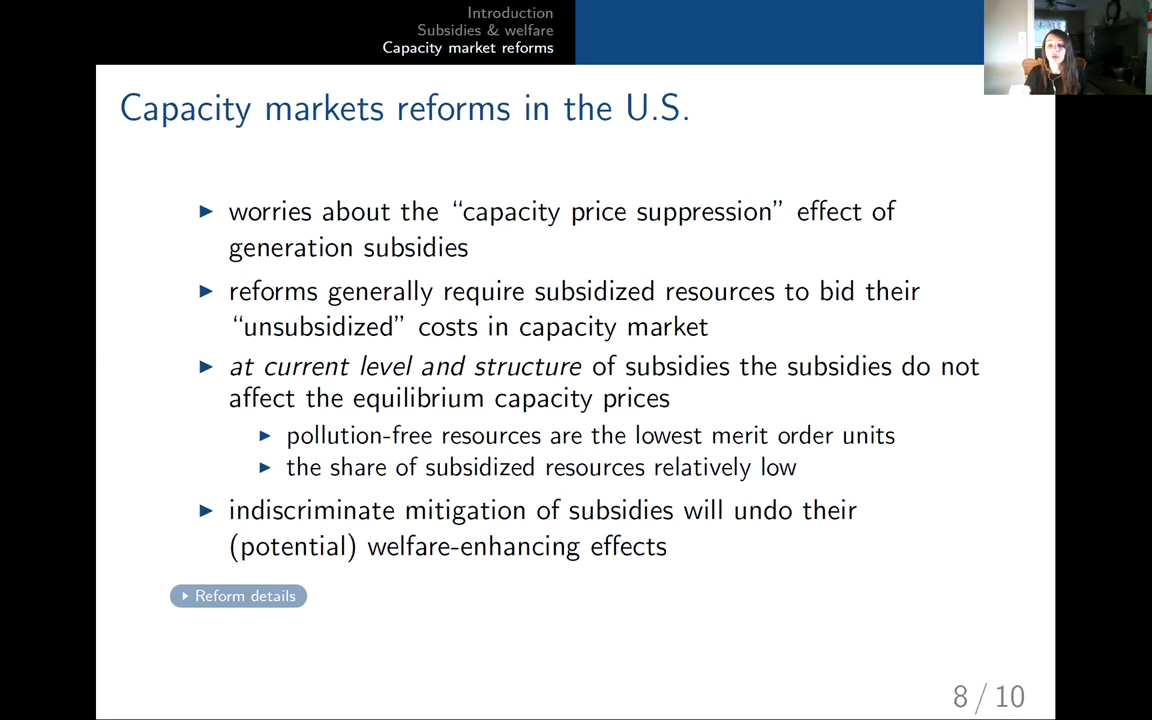 Introduction
Subsidies & welfare
Capacity market reforms
Capacity markets reforms in the U.S.
worries about the “capacity price suppression” effect of
generation subsidies
reforms generally require subsidized resources to bid their
“unsubsidized” costs in capacity market
at current level and structure of subsidies the subsidies do not
affect the equilibrium capacity prices
pollution-free resources are the lowest merit order units
the share of subsidized resources relatively low
indiscriminate mitigation of subsidies will undo their
(potential) welfare-enhancing effects
Reform details
8 / 10